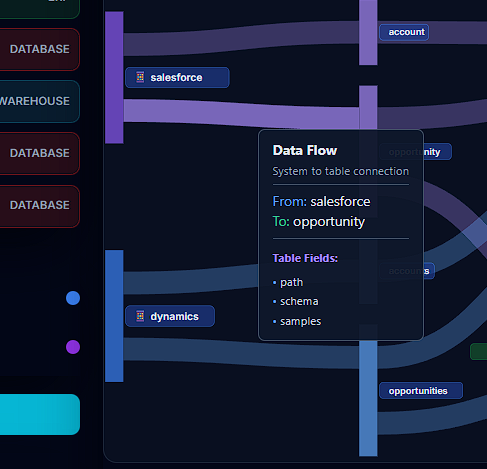 DATABASE
WAREHOUSE
DATABASE
DATABASE
account
salesforce
Data Flow
System to table connection
From: salesforce
To: opportunity
Table Fields:
• path
• schema
• samples
opportunity
accounts
dynamics
opportunities